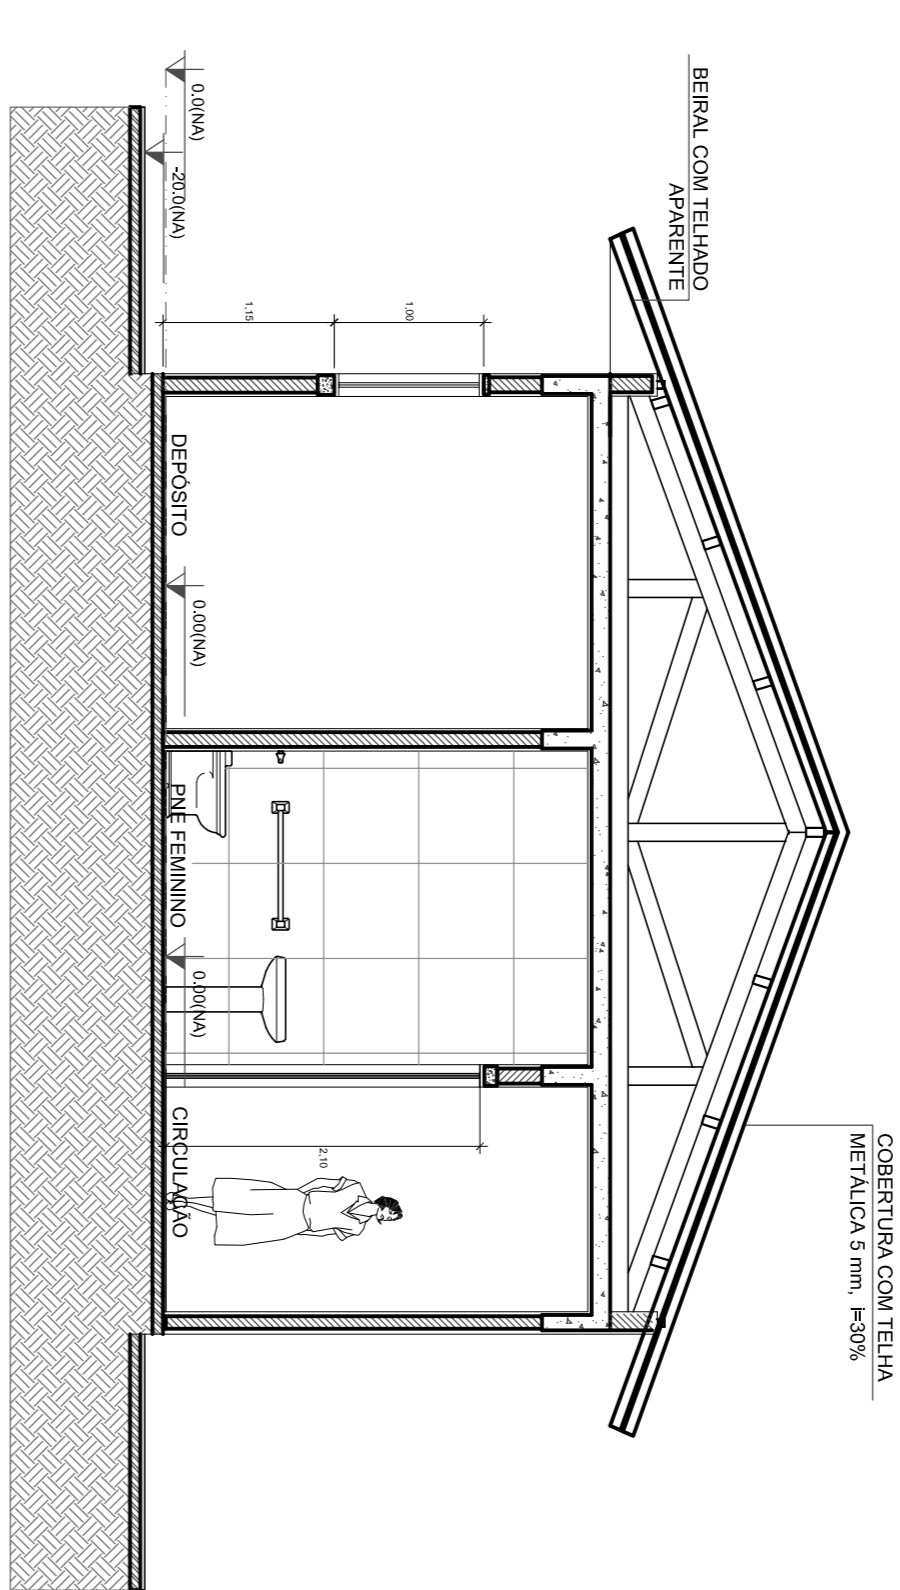 COBERTURA COM TELHA
METÁLICA 5 mm, i=30%
BEIRAL COM TELHADO
APARENTE
1,00
1,15
2,10
0.0(NA)
-20.0(NA)
0.00(NA)
0.00(NA)
DEPÓSITO
PNE FEMININO
CIRCULAÇÃO